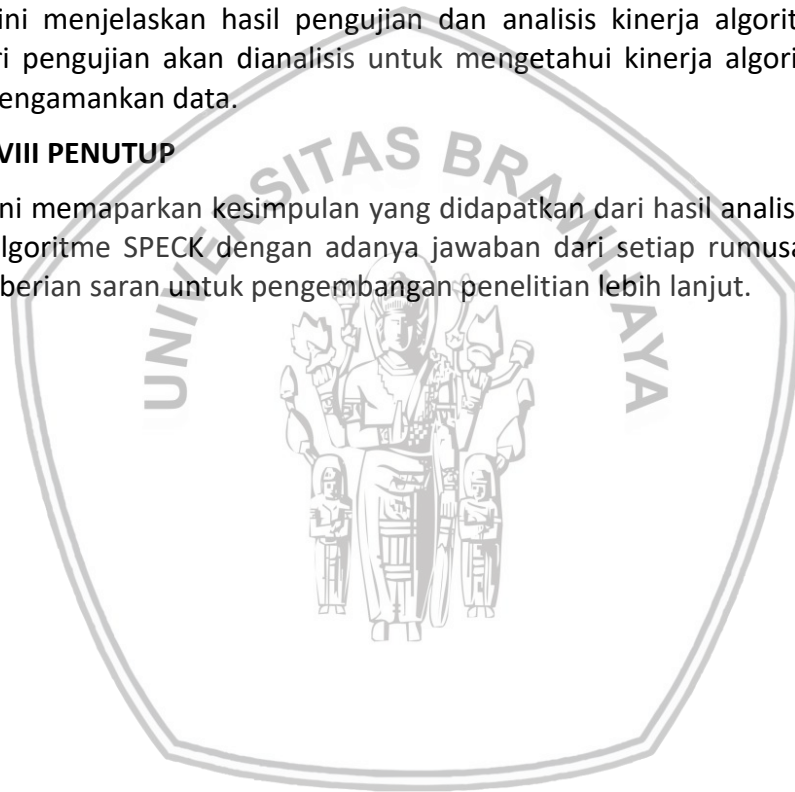 ini menjelaskan hasil pengujian dan analisis kinerja algorit
ri pengujian akan dianalisis untuk mengetahui kinerja algori
engamankan data.
VIII PENUTUP
ni memaparkan kesimpulan yang didapatkan dari hasil analis
lgoritme SPECK dengan adanya jawaban dari setiap rumusa
berian saran untuk pengembangan penelitian lebih lanjut.
UNIVERSITAS BRAWIJAYA